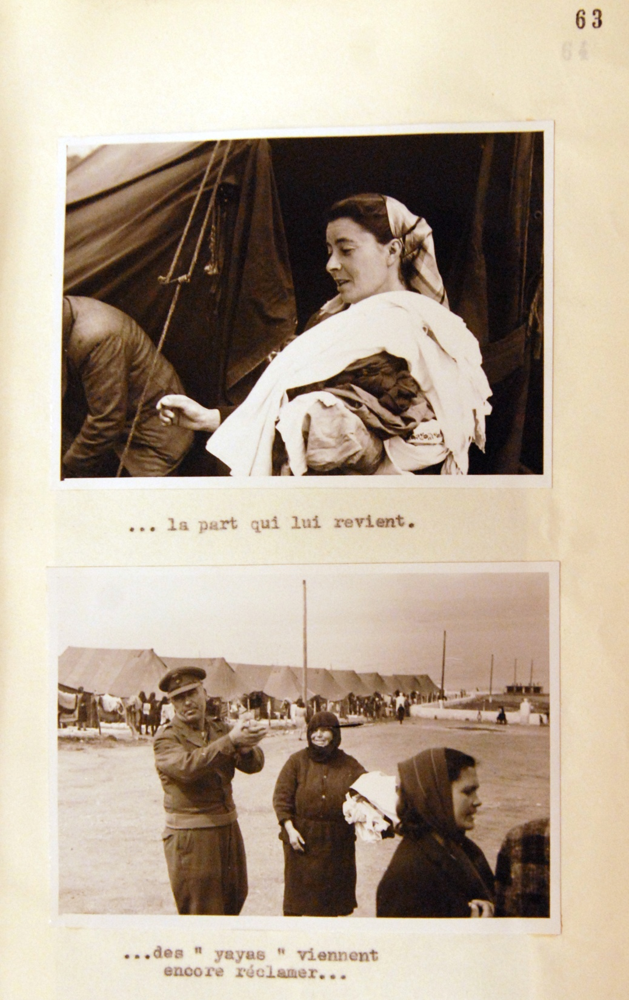 63
64
... la part qui lui revient.
...des " yayas " viennent
encore réclamer...